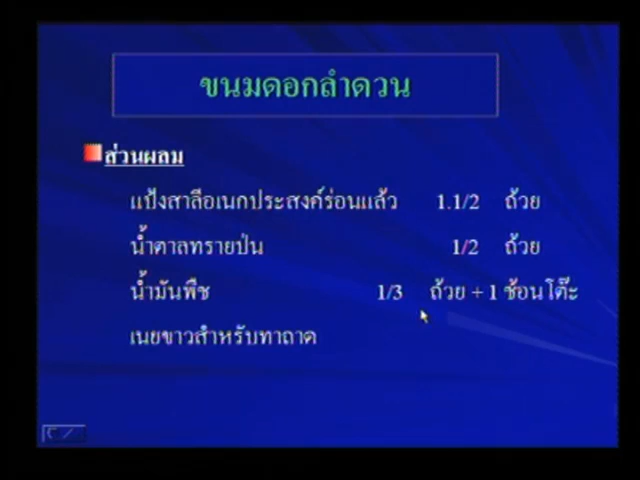 ขนมดอกลำดวน
ส่วนผสม
แป้งสาลีอเนกประสงค์ร่อนแล้ว 1.1/2 ถ้วย
น้ำตาลทรายป่น 1/2 ถ้วย
น้ำมันพืช 1/3 ถ้วย + 1 ช้อนโต๊ะ
เนยขาวสำหรับทาถาด